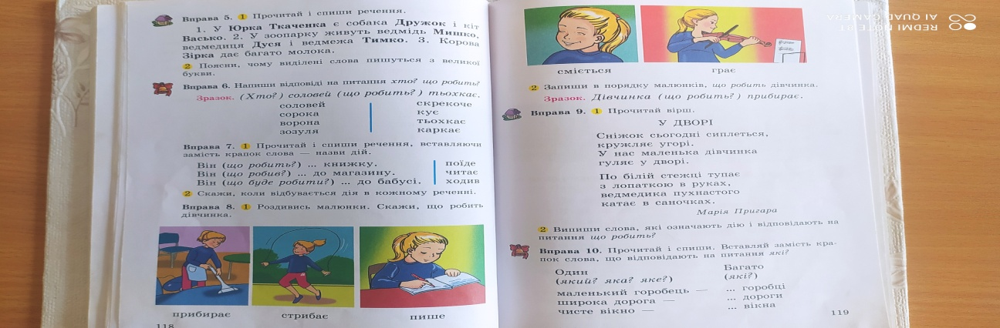 Вправа 5. 1 Прочитай і спиши речення.
1. У Юрка Ткаченка є собака Дружок і кіт
Васько. 2. У зоопарку живуть ведмідь Мишко,
ведмедиця Дуся і ведмежа Тимко. 3. Корова
Зірка дає багато молока.
2 Поясни, чому виділені слова пишуться з великої
букви.
Вправа 6. Напиши відповіді на питання хто? що робить?
Зразок. (Хто?) соловей (що робить?) тьохкає.
соловей скрекоче
сорока кує
ворона тьохкає
зозуля каркає
Вправа 7. 1 Прочитай і спиши речення, вставляючи
замість крапок слова — назви дій.
Він (що робить?) ... книжку. поїде
Він (що робив?) ... до магазину. читає
Він (що буде робити?) ... до бабусі. ходив
2 Скажи, коли відбувається дія в кожному реченні.
Вправа 8. 1 Роздивись малюнки. Скажи, що робить
дівчинка.
прибирає стрибає пише
118
сміється грає
2 Запиши в порядку малюнків, що робить дівчинка.
Зразок. Дівчинка (що робить?) прибирає.
Вправа 9. 1 Прочитай вірш.
У ДВОРІ
Сніжок сьогодні сиплеться,
кружляє угорі.
У нас маленька дівчинка
гуляє у дворі.
По білій стежці тупає
з лопаткою в руках,
ведмедика пухнастого
катає в саночках.
Марія Пригара
2 Випиши слова, які означають дію і відповідають на
питання що робить?
Вправа 10. Прочитай і спиши. Вставляй замість кра-
пок слова, що відповідають на питання які?
Один Багато
(який? яка? яке?) (які?)
маленький горобець — ... горобці
широка дорога — ... дороги
чисте вікно — ... вікна
119
REDMI NOTE 8T
AI QUAD CAMERA